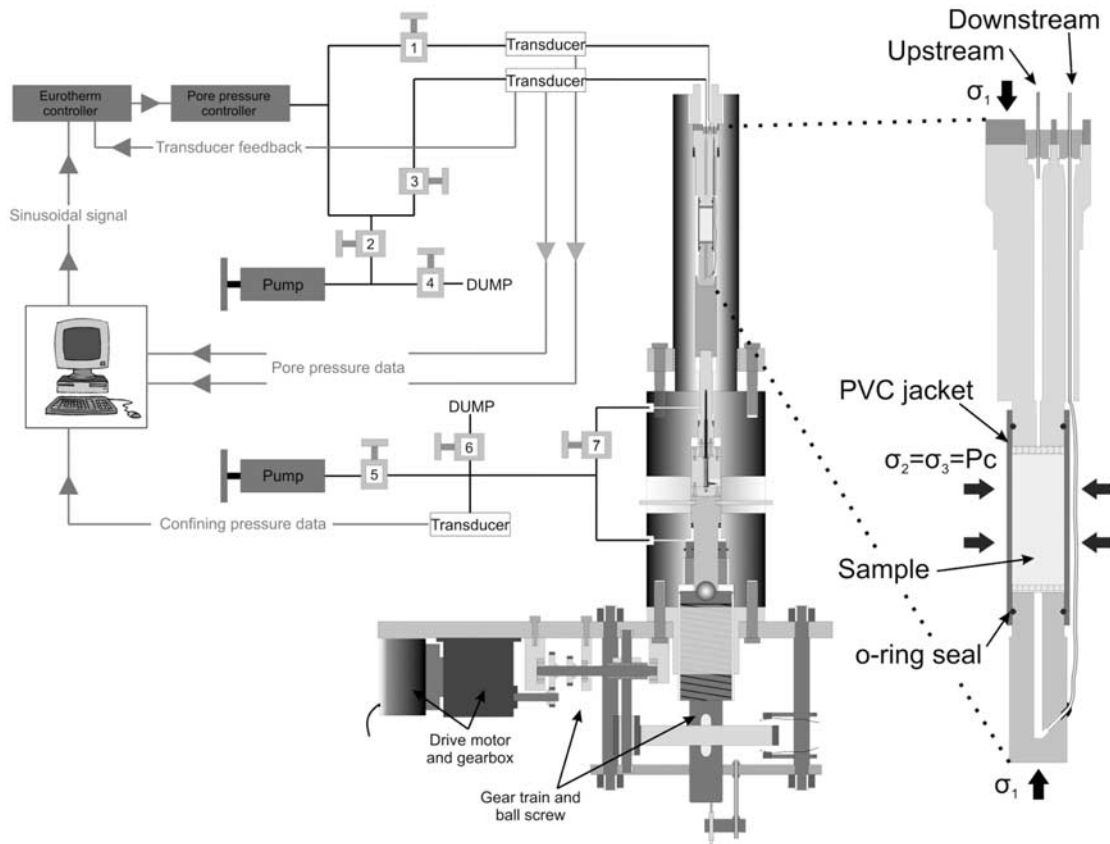 Downstream
Upstream
σ₁
1
Transducer
Transducer
Eurotherm
controller
Pore pressure
controller
Transducer feedback
3
Sinusoidal signal
2
Pump
4
DUMP
Pore pressure data
PVC jacket
σ₂=σ₃=Pc
DUMP
6
7
Pump
5
Confining pressure data
Transducer
Sample
o-ring seal
Drive motor
and gearbox
Gear train and
ball screw
σ₁